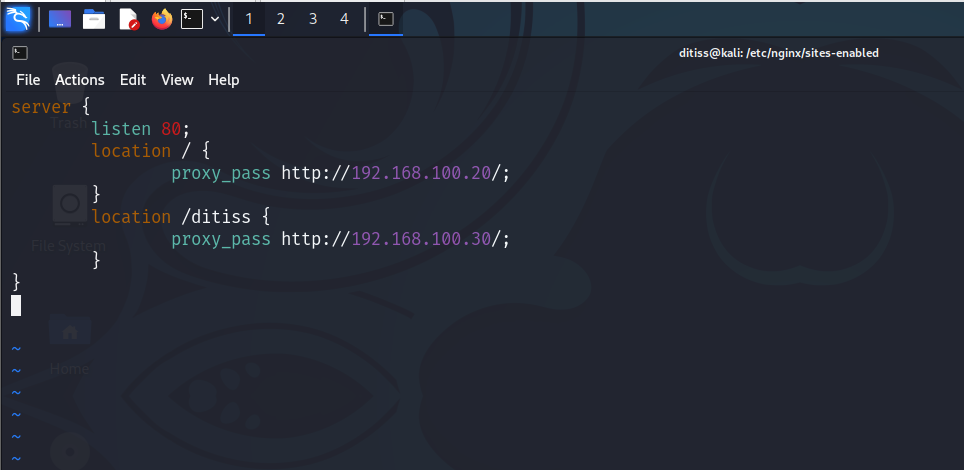 1 2 3 4
ditiss@kali: /etc/nginx/sites-enabled
File Actions Edit View Help
server {
        listen 80;
        location / {
                proxy_pass http://192.168.100.20/;
        }
        location /ditiss {
                proxy_pass http://192.168.100.30/;
        }
}
~
~
~
~
~
~
Trash
File System
Home